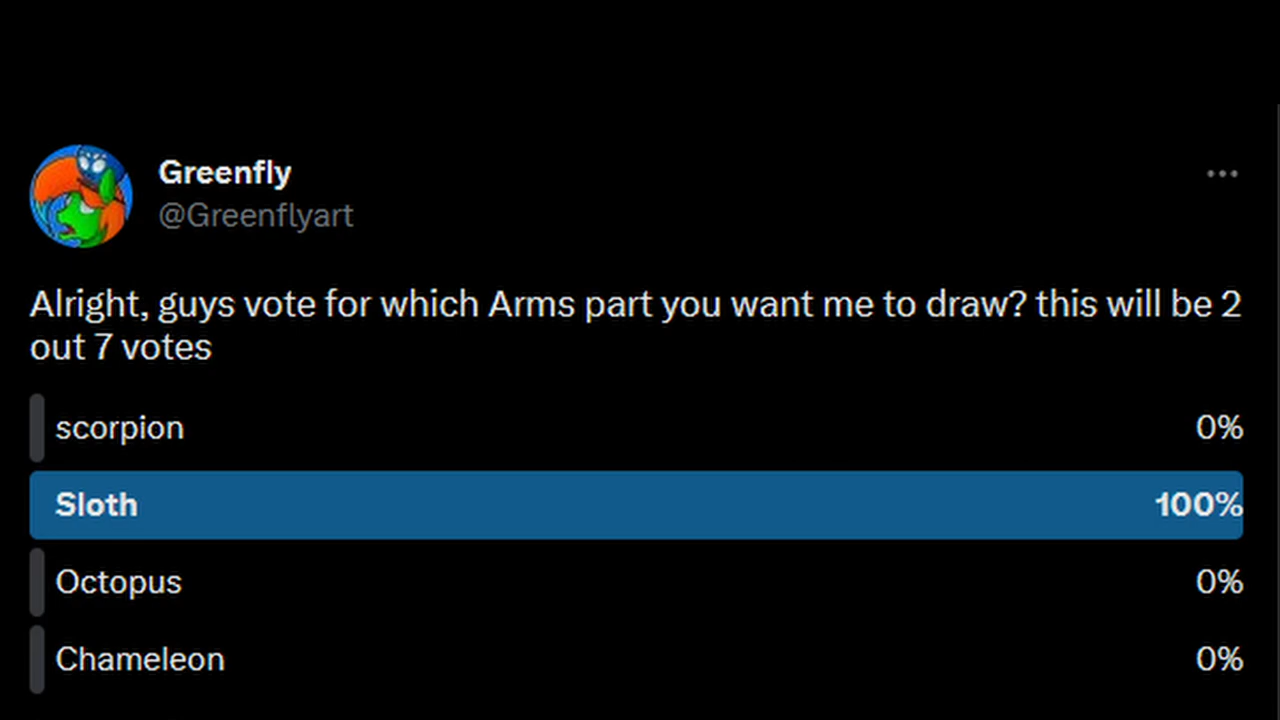 Greenfly
@Greenflyart
Alright, guys vote for which Arms part you want me to draw? this will be 2
out 7 votes
scorpion 0%
Sloth 100%
Octopus 0%
Chameleon 0%